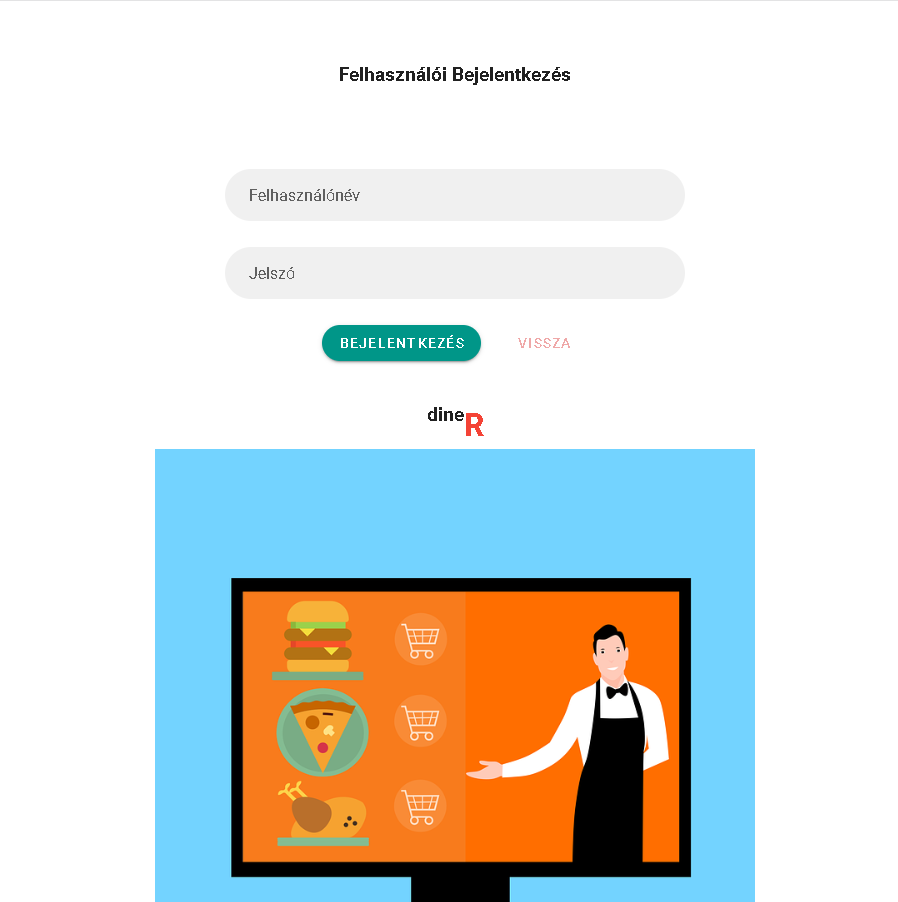 Felhasználói Bejelentkezés
Felhasználónév
Jelszó
BEJELENTKEZÉS VISSZA
dineR